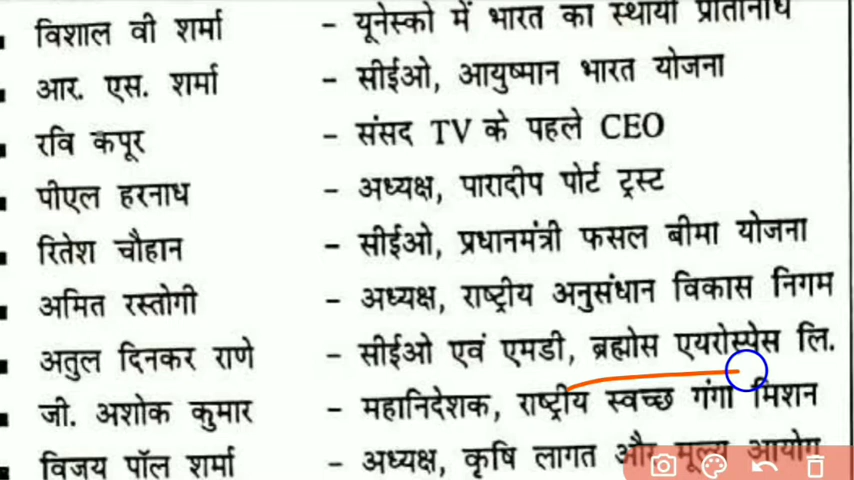 विशाल वी शर्मा - यूनेस्को में भारत का स्थायी प्रतिनिधि
आर. एस. शर्मा - सीईओ, आयुष्मान भारत योजना
रवि कपूर - संसद TV के पहले CEO
पीएल हरनाध - अध्यक्ष, पारादीप पोर्ट ट्रस्ट
रितेश चौहान - सीईओ, प्रधानमंत्री फसल बीमा योजना
अमित रस्तोगी - अध्यक्ष, राष्ट्रीय अनुसंधान विकास निगम
अतुल दिनकर राणे - सीईओ एवं एमडी, ब्रह्मोस एयरोस्पेस लि.
जी. अशोक कुमार - महानिदेशक, राष्ट्रीय स्वच्छ गंगा मिशन
विजय पॉल शर्मा - अध्यक्ष, कृषि लागत और मूल्य आयोग